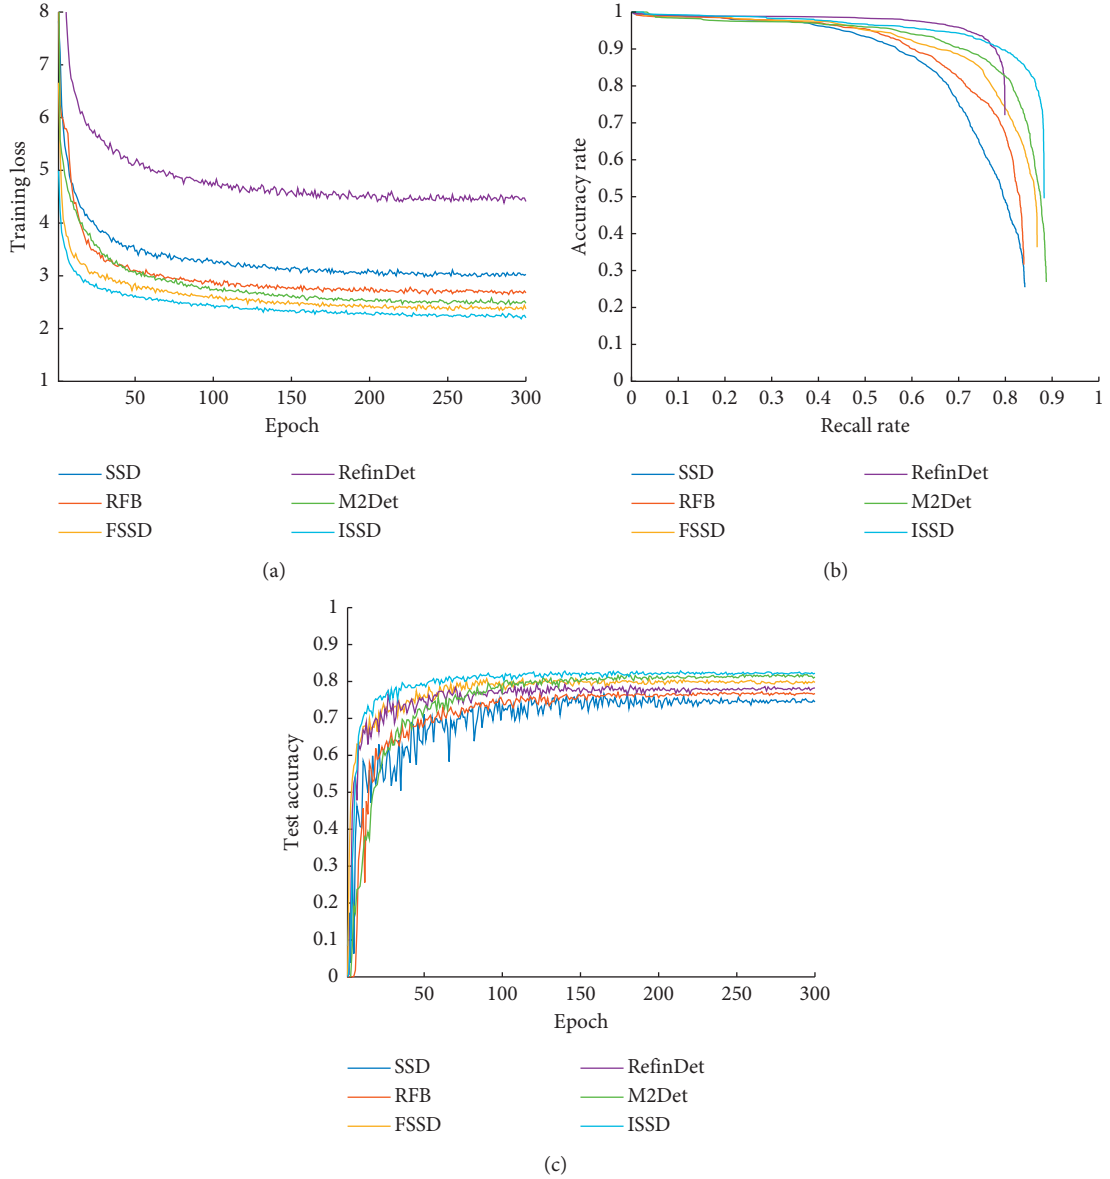 8
7
6
5
4
3
2
1
Training loss
50 100 150 200 250 300
Epoch
SSD RefinDet
RFB M2Det
FSSD ISSD
(a)
1
0.9
0.8
0.7
0.6
0.5
0.4
0.3
0.2
0.1
0
Accuracy rate
0 0.1 0.2 0.3 0.4 0.5 0.6 0.7 0.8 0.9 1
Recall rate
SSD RefinDet
RFB M2Det
FSSD ISSD
(b)
1
0.9
0.8
0.7
0.6
0.5
0.4
0.3
0.2
0.1
0
Test accuracy
50 100 150 200 250 300
Epoch
SSD RefinDet
RFB M2Det
FSSD ISSD
(c)